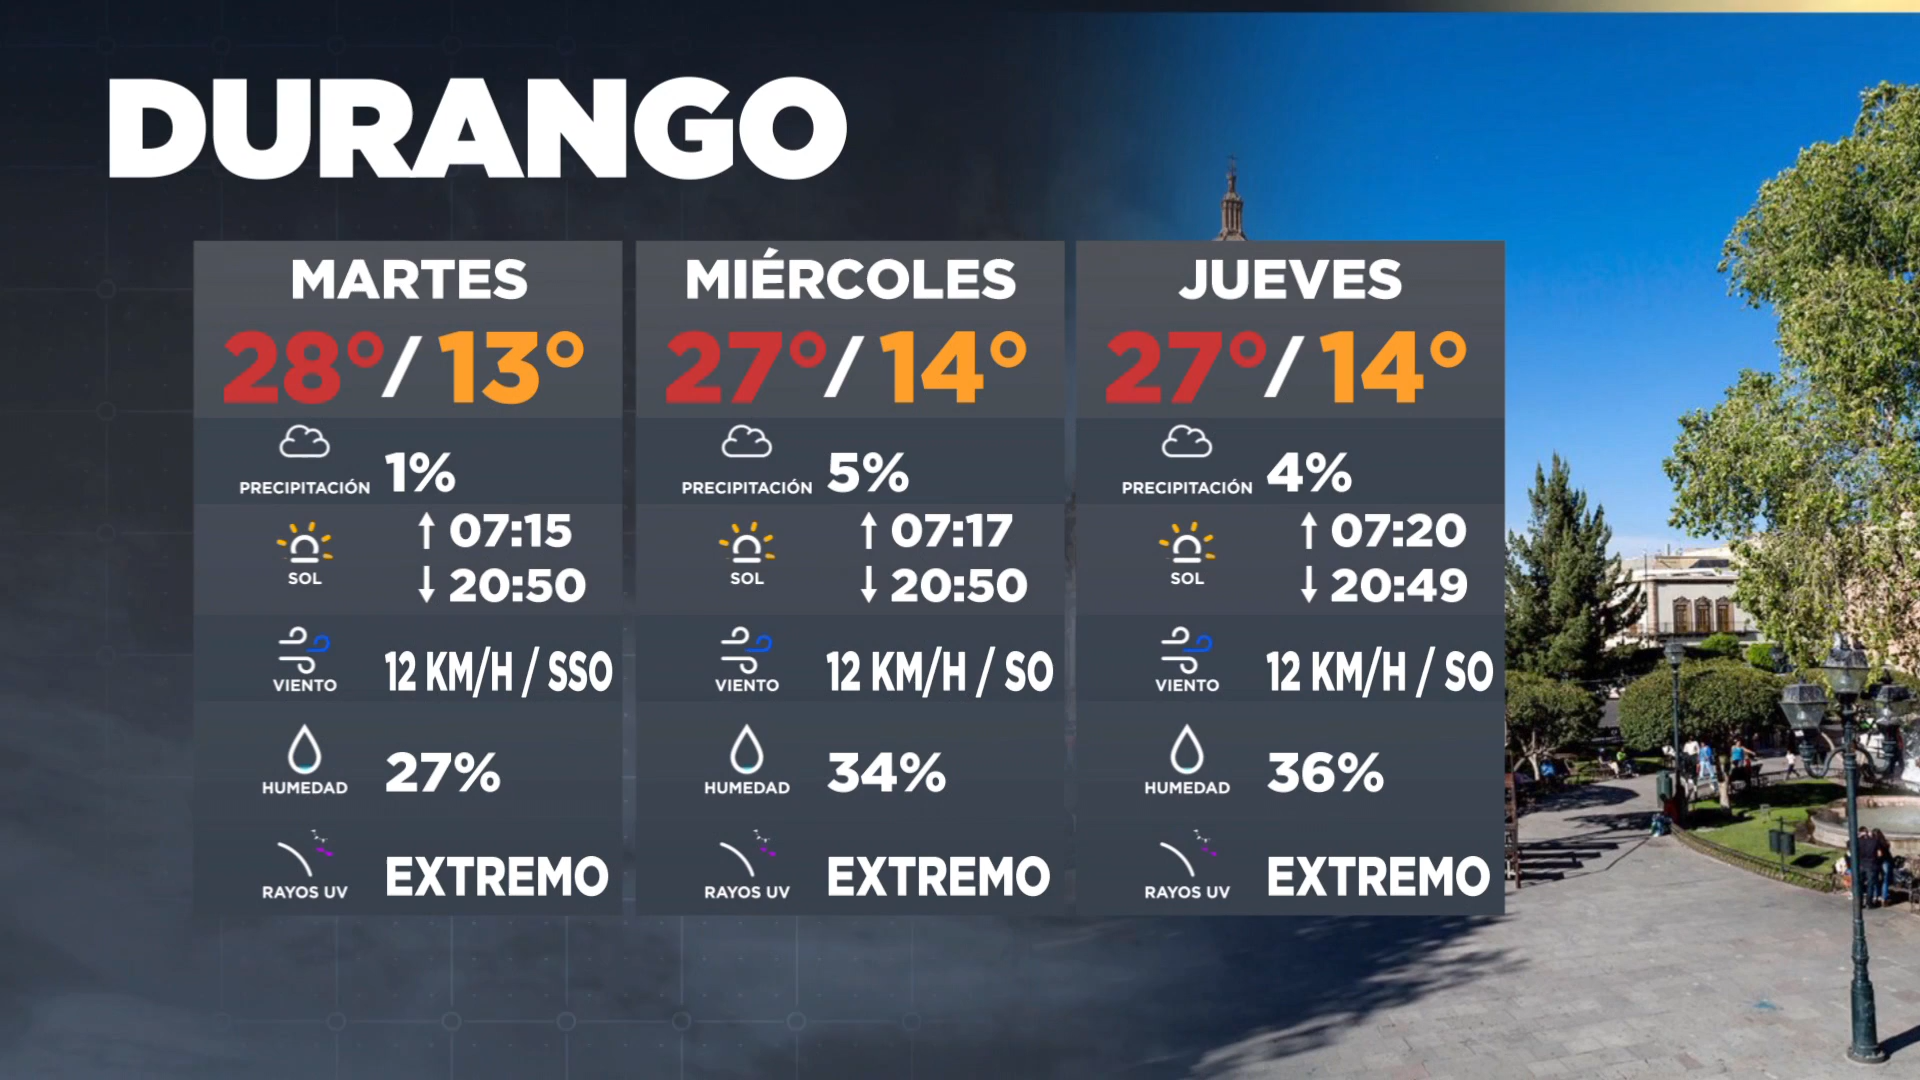 DURANGO
MARTES
28°/13°
PRECIPITACIÓN 1%
↑ 07:15
SOL
↓ 20:50
VIENTO 12 KM/H / SSO
HUMEDAD 27%
RAYOS UV EXTREMO
MIÉRCOLES
27°/14°
PRECIPITACIÓN 5%
↑ 07:17
SOL
↓ 20:50
VIENTO 12 KM/H / SO
HUMEDAD 34%
RAYOS UV EXTREMO
JUEVES
27°/14°
PRECIPITACIÓN 4%
↑ 07:20
SOL
↓ 20:49
VIENTO 12 KM/H / SO
HUMEDAD 36%
RAYOS UV EXTREMO